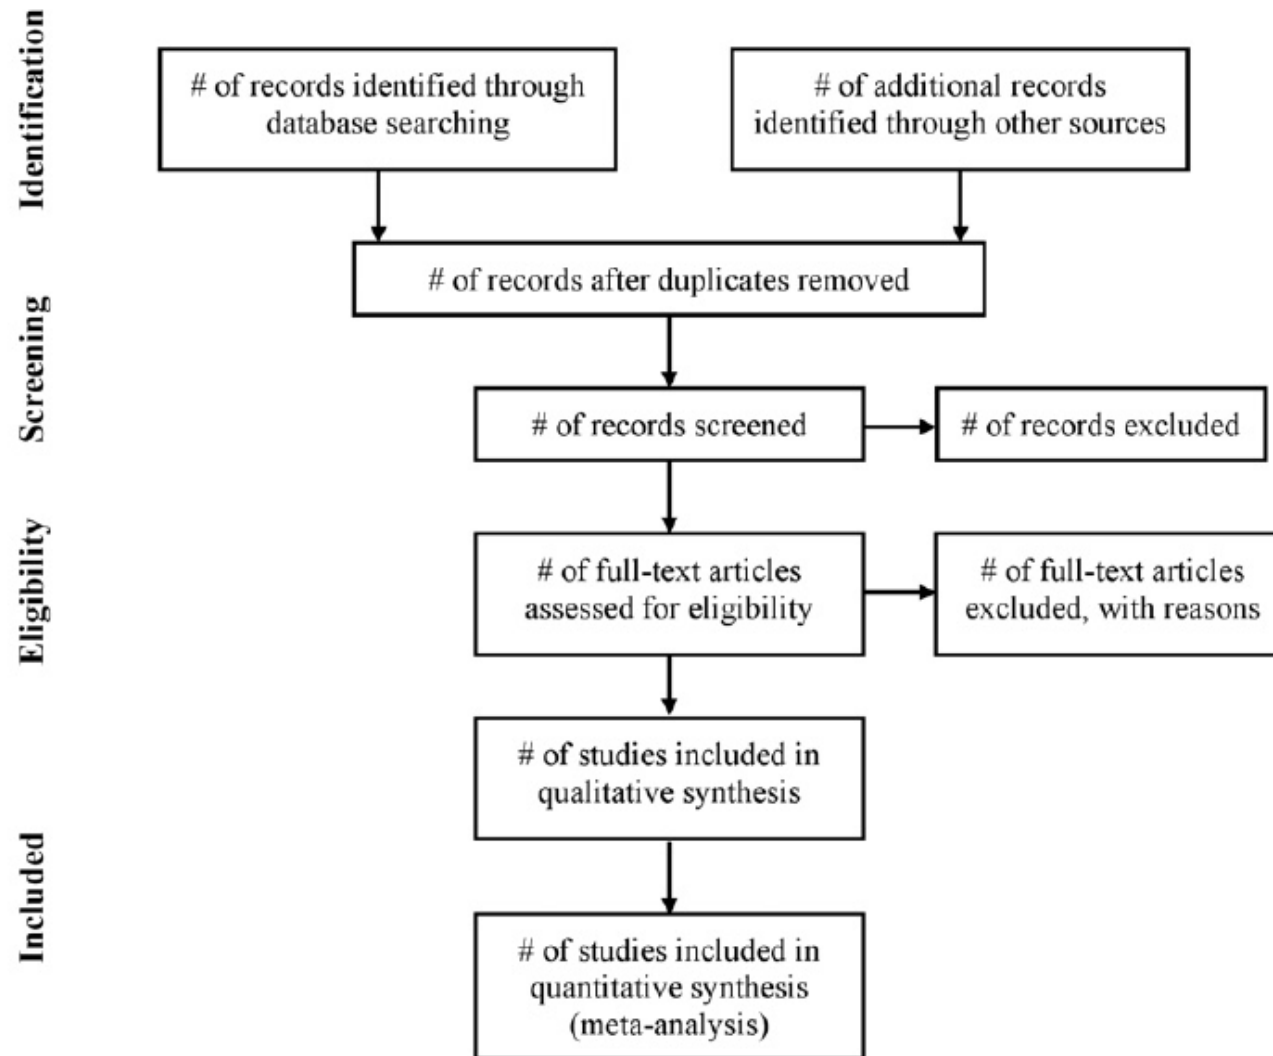 Identification
# of records identified through
database searching
# of additional records
identified through other sources
# of records after duplicates removed
Screening
# of records screened
# of records excluded
Eligibility
# of full-text articles
assessed for eligibility
# of full-text articles
excluded, with reasons
# of studies included in
qualitative synthesis
Included
# of studies included in
quantitative synthesis
(meta-analysis)